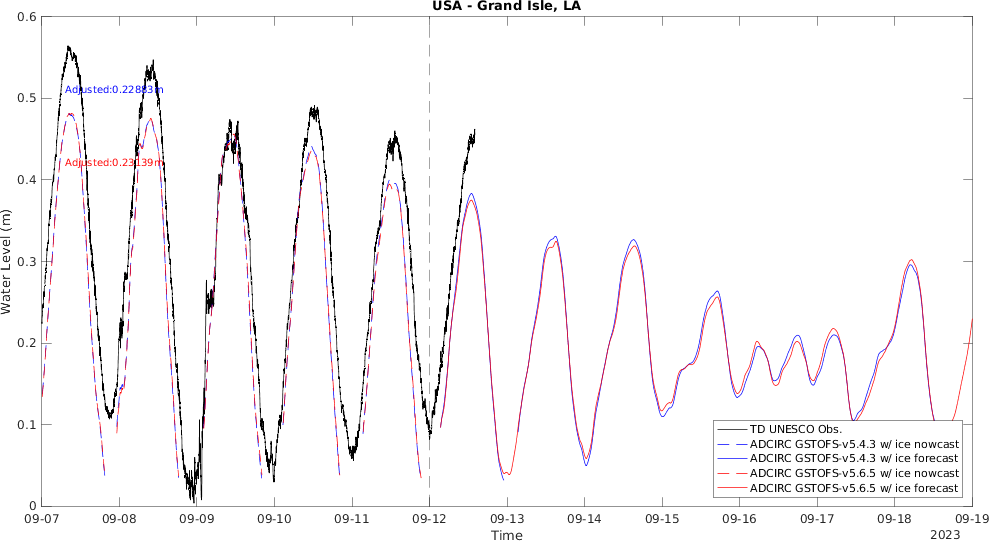 USA - Grand Isle, LA
0.6
0.5
0.4
0.3
0.2
0.1
0
Water Level (m)
Adjusted:0.22883m
Adjusted:0.23139m
TD UNESCO Obs.
ADCIRC GSTOFS-v5.4.3 w/ ice nowcast
ADCIRC GSTOFS-v5.4.3 w/ ice forecast
ADCIRC GSTOFS-v5.6.5 w/ ice nowcast
ADCIRC GSTOFS-v5.6.5 w/ ice forecast
09-07 09-08 09-09 09-10 09-11 09-12 09-13 09-14 09-15 09-16 09-17 09-18 09-19
Time
2023